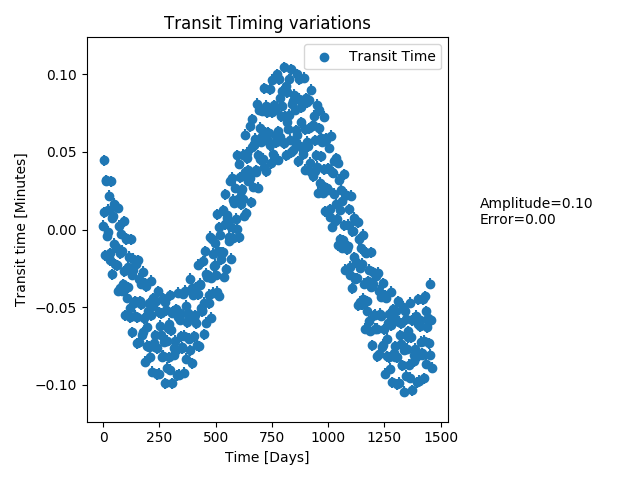 Transit Timing variations
Transit Time
0.10
0.05
0.00
−0.05
−0.10
Transit time [Minutes]
0
250
500
750
1000
1250
1500
Time [Days]
Amplitude=0.10
Error=0.00